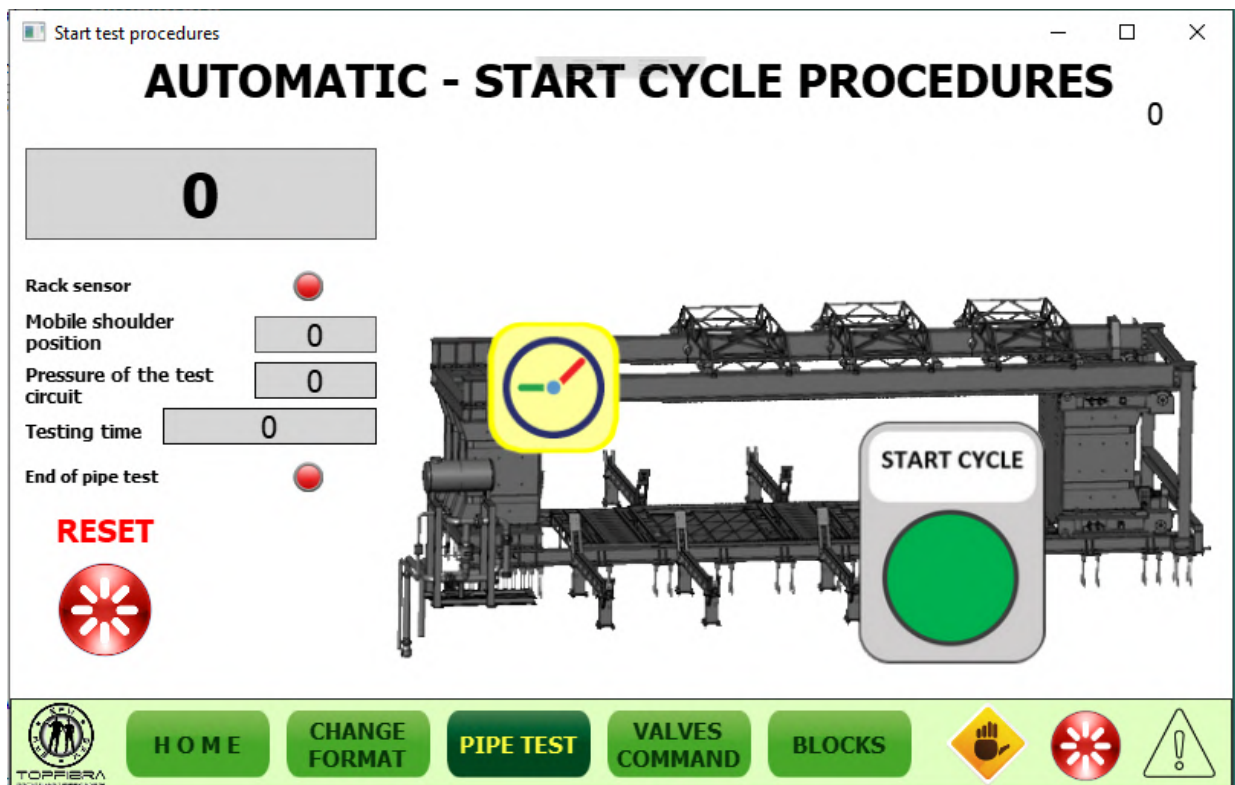 Start test procedures
AUTOMATIC - START CYCLE PROCEDURES
0
0
Rack sensor
Mobile shoulder
position
0
Pressure of the test
circuit
0
Testing time
0
End of pipe test
RESET
START CYCLE
HOME
CHANGE
FORMAT
PIPE TEST
VALVES
COMMAND
BLOCKS
TOPFIBRA